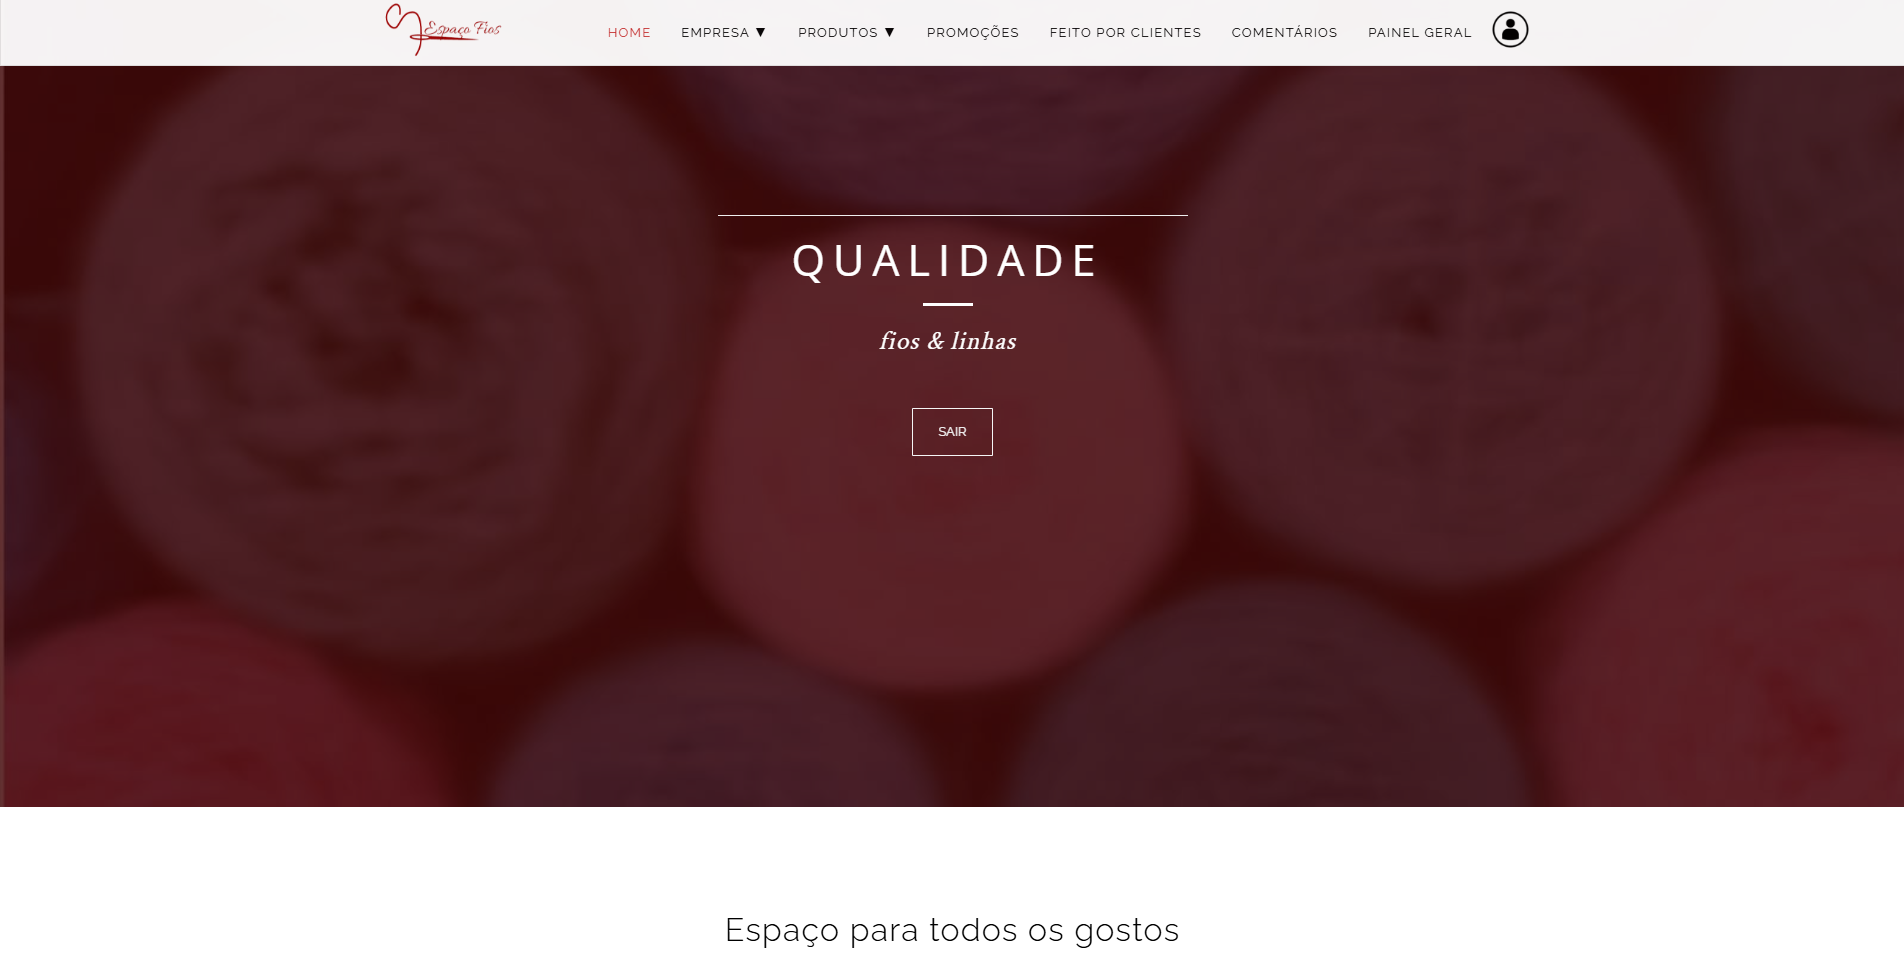 Espaço Fios
HOME EMPRESA ▼ PRODUTOS ▼ PROMOÇÕES FEITO POR CLIENTES COMENTÁRIOS PAINEL GERAL
QUALIDADE
fios & linhas
SAIR
Espaço para todos os gostos